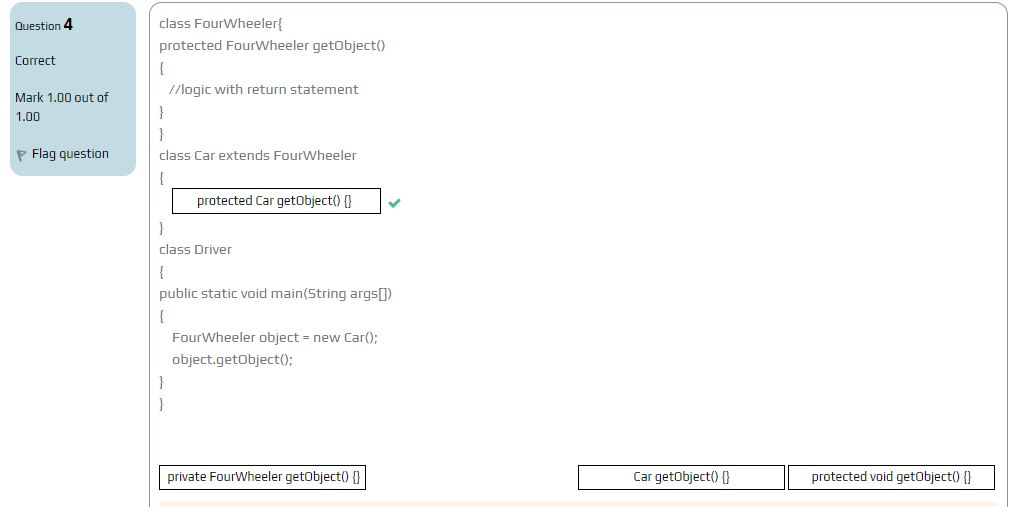 Question 4
Correct
Mark 1.00 out of
1.00
Flag question
class FourWheeler{
protected FourWheeler getObject()
{
//logic with return statement
}
}
class Car extends FourWheeler
{
protected Car getObject() {}
}
class Driver
{
public static void main(String args[])
{
FourWheeler object = new Car();
object.getObject();
}
}
private FourWheeler getObject() {} Car getObject() {} protected void getObject() {}